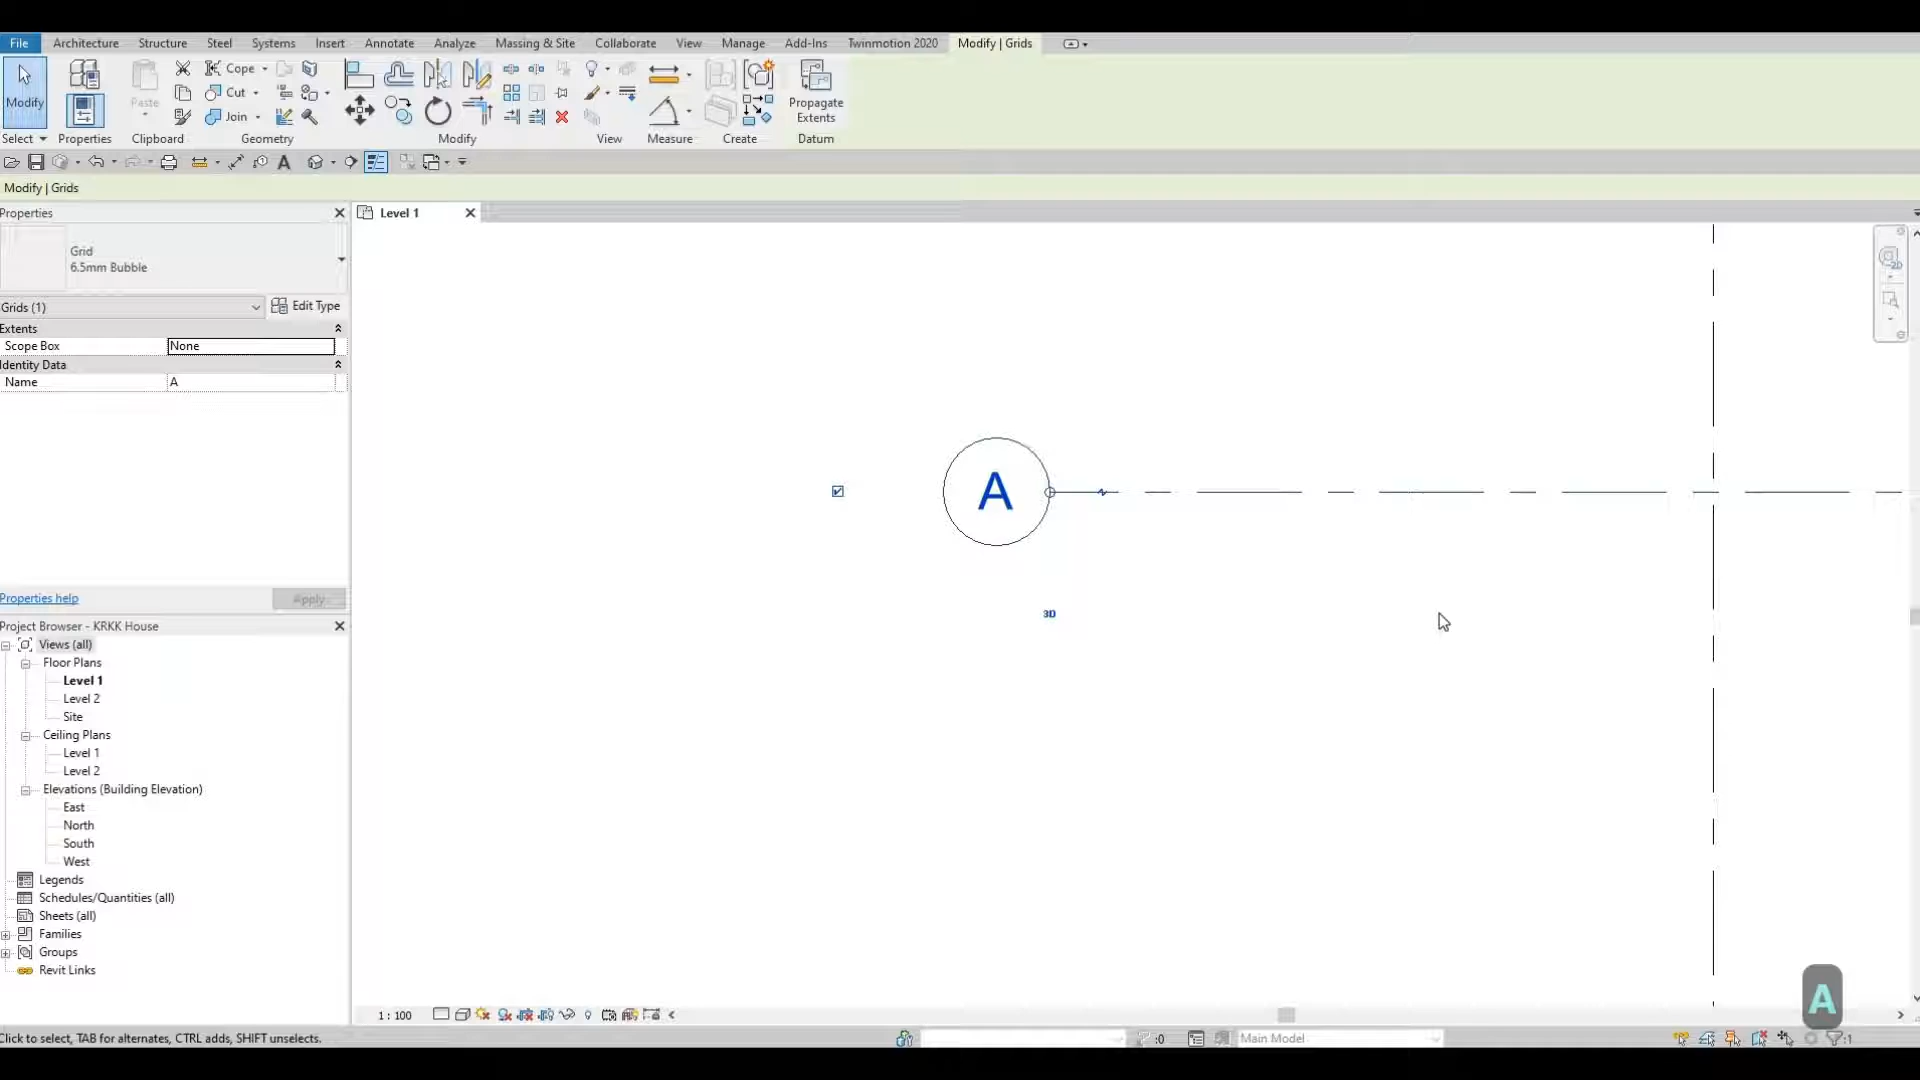 File Architecture Structure Steel Systems Insert Annotate Analyze Massing & Site Collaborate View Manage Add-Ins Twinmotion 2020 Modify | Grids
Modify Paste Cope Cut Join Propagate Extents
Select Properties Clipboard Geometry Modify View Measure Create Datum
A
Modify | Grids
Properties
Level 1
Grid
6.5mm Bubble
2D
Grids (1) Edit Type
Extents
Scope Box None
Identity Data
Name A
A
3D
Properties help Apply
Project Browser - KRKK House
Views (all)
Floor Plans
Level 1
Level 2
Site
Ceiling Plans
Level 1
Level 2
Elevations (Building Elevation)
East
North
South
West
Legends
Schedules/Quantities (all)
Sheets (all)
Families
Groups
Revit Links
A
1 : 100
Click to select, TAB for alternates, CTRL adds, SHIFT unselects. :0 Main Model :1